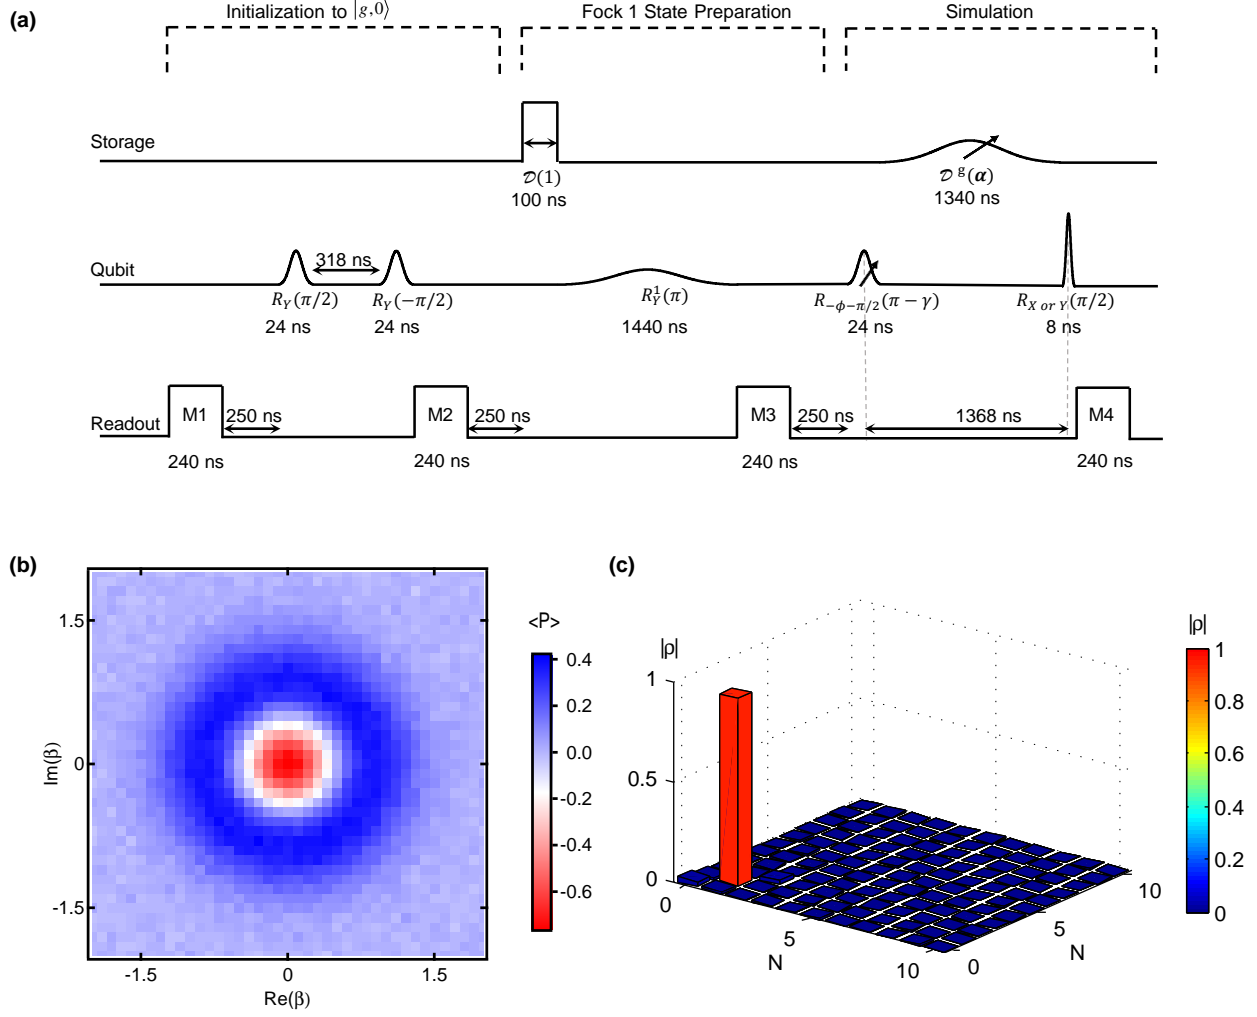 (a)
Initialization to |g,0⟩
Fock 1 State Preparation
Simulation
Storage
𝒟(1)
100 ns
𝒟 ᵍ(α)
1340 ns
Qubit
318 ns
R_Y(π/2)
24 ns
R_Y(−π/2)
24 ns
R_Y^1(π)
1440 ns
R_{−ϕ−π/2}(π − γ)
24 ns
R_{X or Y}(π/2)
8 ns
Readout
M1
250 ns
M2
250 ns
M3
250 ns
1368 ns
M4
240 ns
240 ns
240 ns
240 ns
(b)
1.5
0
-1.5
Im(β)
-1.5
0
1.5
Re(β)
<P>
0.4
0.2
0.0
-0.2
-0.4
-0.6
(c)
|ρ|
1
0.5
0
0
5
10
N
0
5
10
N
|ρ|
1
0.8
0.6
0.4
0.2
0